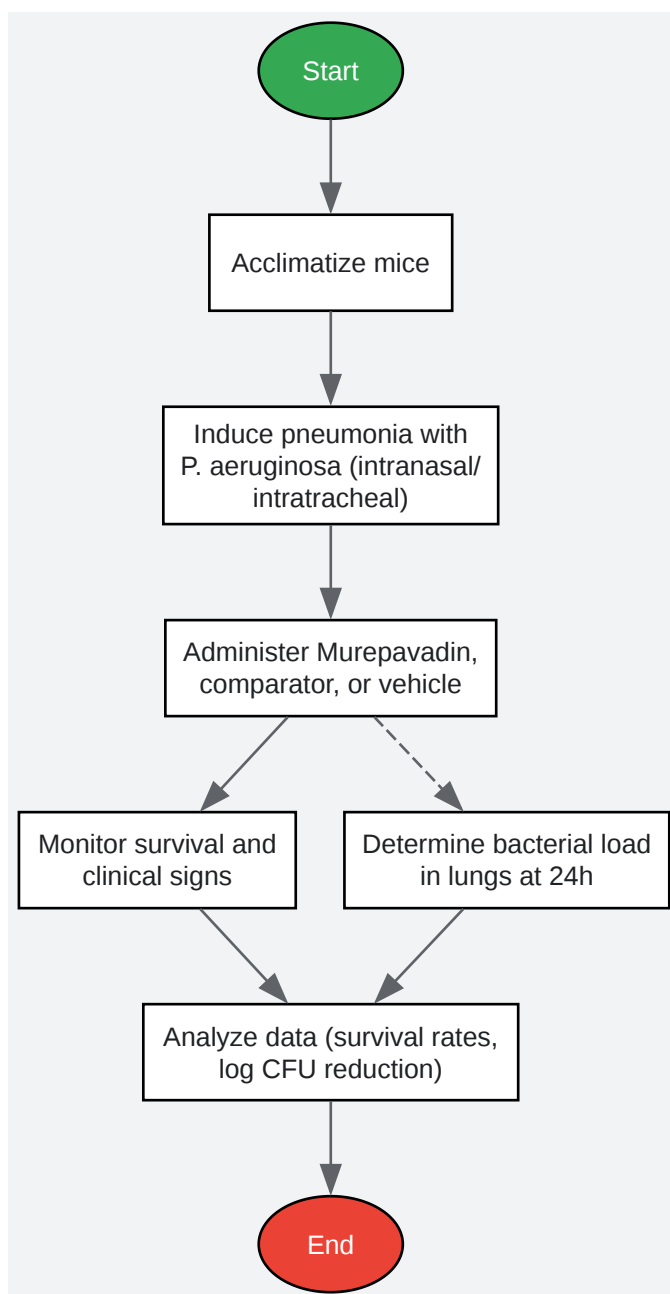 Start
Acclimatize mice
Induce pneumonia with
P. aeruginosa (intranasal/
intratracheal)
Administer Murepavadin,
comparator, or vehicle
Monitor survival and
clinical signs
Determine bacterial load
in lungs at 24h
Analyze data (survival rates,
log CFU reduction)
End